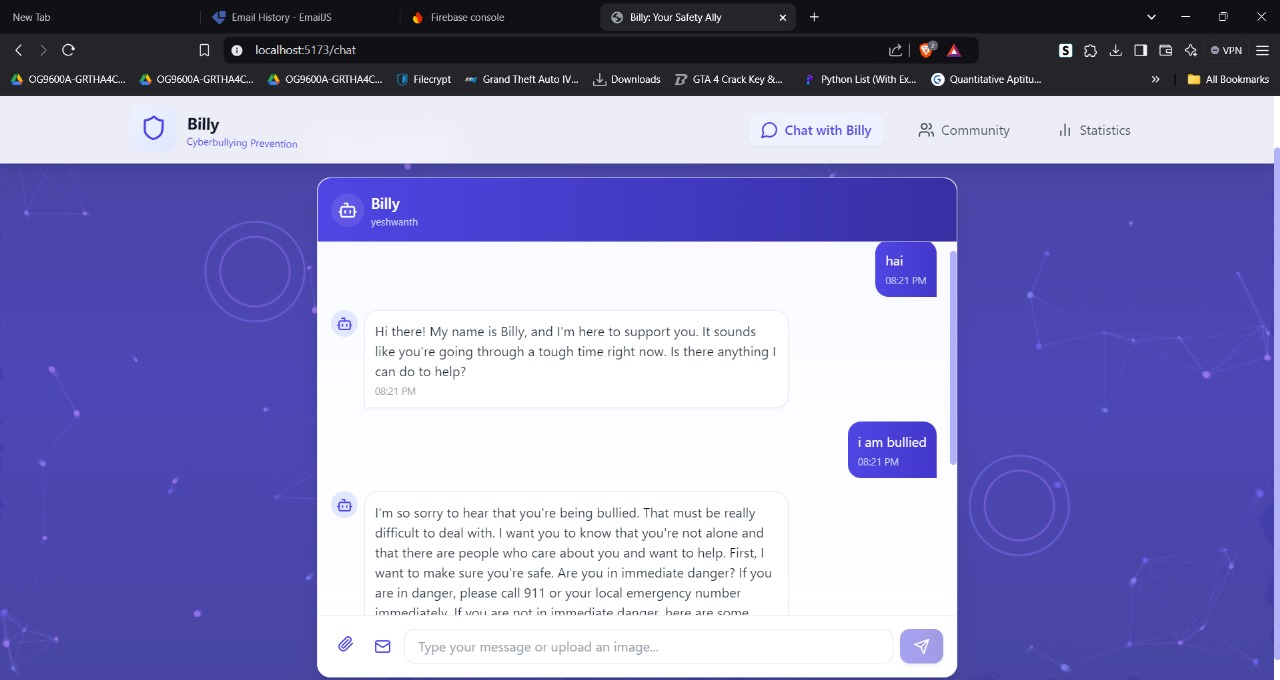 New Tab
Email History - EmailJS
Firebase console
Billy: Your Safety Ally
localhost:5173/chat
2
S
VPN
OG9600A-GRTHA4C...
OG9600A-GRTHA4C...
OG9600A-GRTHA4C...
Filecrypt
Grand Theft Auto IV...
Downloads
GTA 4 Crack Key &...
Python List (With Ex...
Quantitative Aptitu...
All Bookmarks
Billy
Cyberbullying Prevention
Chat with Billy
Community
Statistics
Billy
yeshwanth
hai
08:21 PM
Hi there! My name is Billy, and I'm here to support you. It sounds
like you're going through a tough time right now. Is there anything I
can do to help?
08:21 PM
i am bullied
08:21 PM
I'm so sorry to hear that you're being bullied. That must be really
difficult to deal with. I want you to know that you're not alone and
that there are people who care about you and want to help. First, I
want to make sure you're safe. Are you in immediate danger? If you
are in danger, please call 911 or your local emergency number
immediately. If you are not in immediate danger, here are some
Type your message or upload an image...